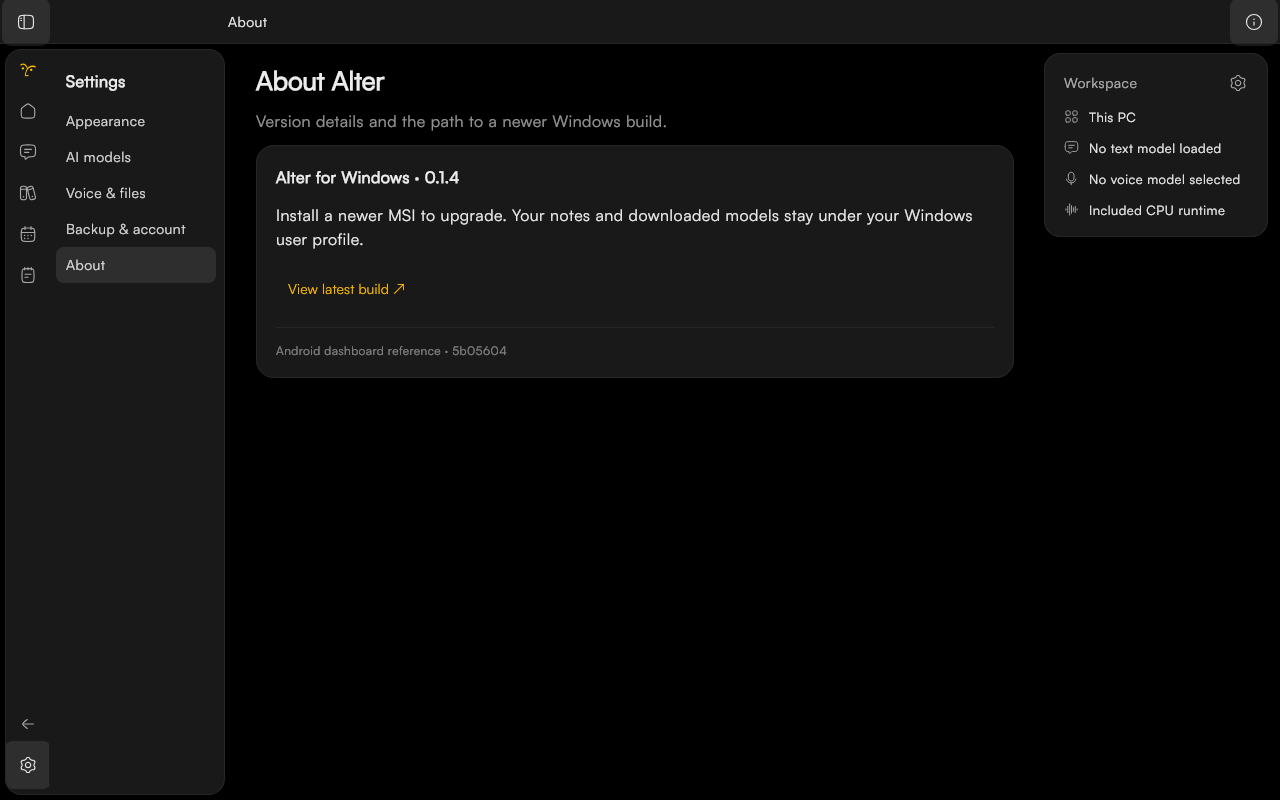 About
Settings
Appearance
AI models
Voice & files
Backup & account
About
About Alter
Version details and the path to a newer Windows build.
Alter for Windows • 0.1.4
Install a newer MSI to upgrade. Your notes and downloaded models stay under your Windows
user profile.
View latest build ↗
Android dashboard reference • 5b05604
Workspace
This PC
No text model loaded
No voice model selected
Included CPU runtime